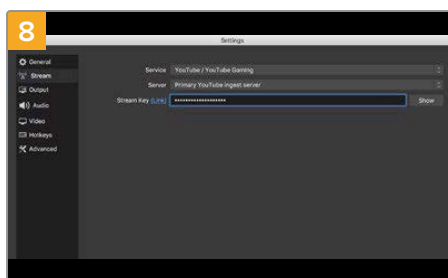 8
Settings
General
Stream
Output
Audio
Video
Hotkeys
Advanced
Service YouTube / YouTube Gaming
Server Primary YouTube ingest server
Stream Key (Link) •••••••••••••••••••• Show